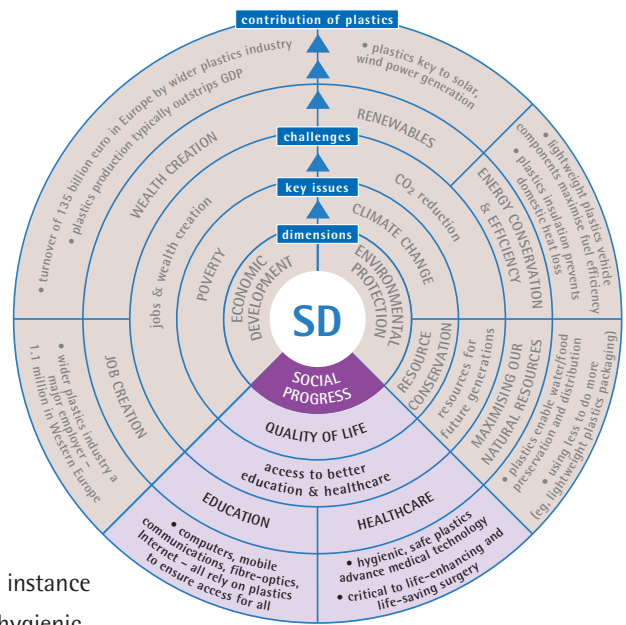 contribution of plastics
• turnover of 135 billion euro in Europe by wider plastics industry
• plastics production typically outstrips GDP
• plastics key to solar,
wind power generation
WEALTH CREATION
RENEWABLES
challenges
• lightweight plastics vehicle
components maximise fuel efficiency
• plastics insulation prevents
domestic heat loss
ENERGY CONSERVATION
& EFFICIENCY
key issues
jobs & wealth creation
CO2 reduction
POVERTY
CLIMATE CHANGE
dimensions
ECONOMIC
DEVELOPMENT
ENVIRONMENTAL
PROTECTION
SD
SOCIAL
PROGRESS
RESOURCE
CONSERVATION
resources for
future generations
MAXIMISING OUR
NATURAL RESOURCES
• plastics enable water/food
preservation and distribution
• using less to do more
(eg, lightweight plastics packaging)
JOB CREATION
• wider plastics industry a
major employer –
1.1 million in Western Europe
QUALITY OF LIFE
access to better
education & healthcare
EDUCATION
HEALTHCARE
• computers, mobile
communications, fibre-optics,
Internet – all rely on plastics
to ensure access for all
• hygienic, safe plastics
advance medical technology
• critical to life-enhancing and
life-saving surgery
instance
hygienic